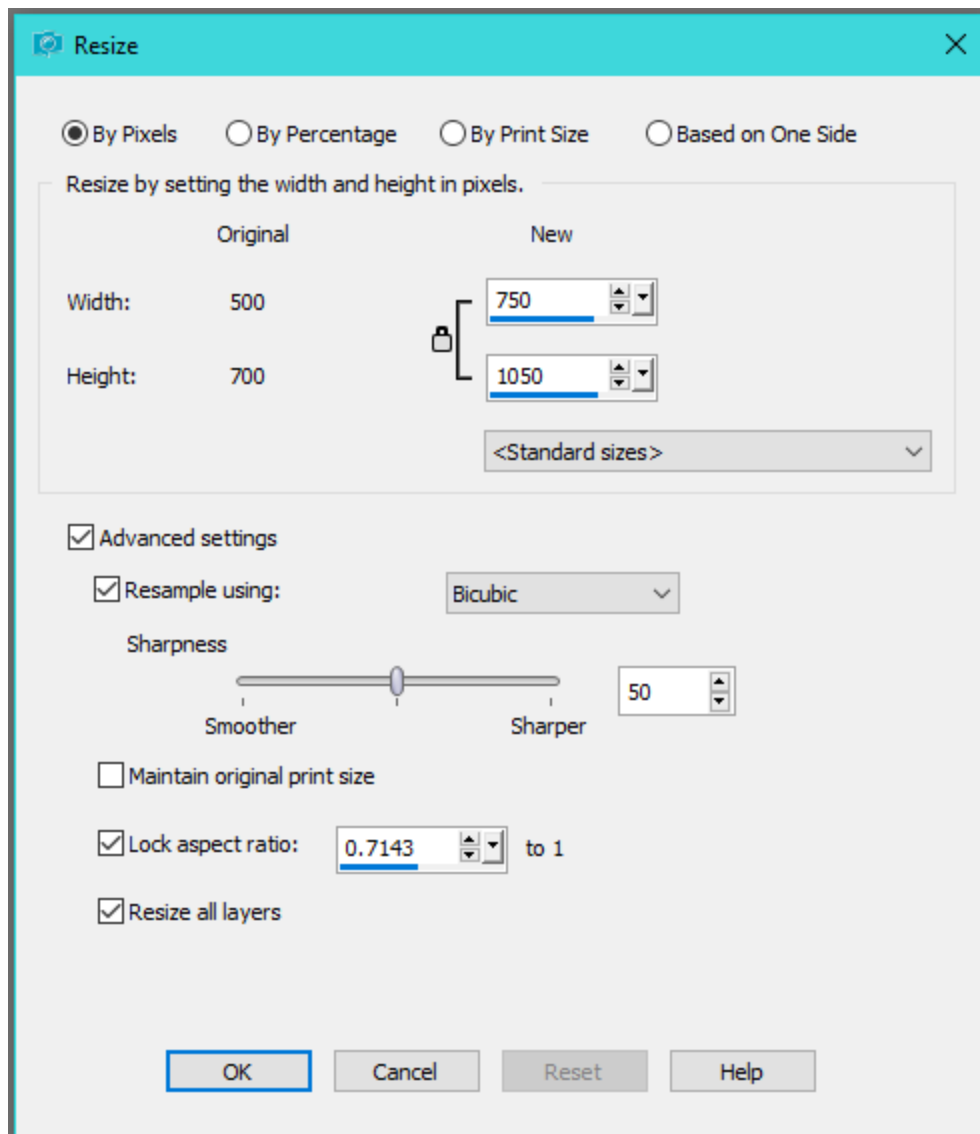 Resize
By Pixels By Percentage By Print Size Based on One Side
Resize by setting the width and height in pixels.
Original New
Width: 500 750
Height: 700 1050
<Standard sizes>
Advanced settings
Resample using: Bicubic
Sharpness
50
Smoother Sharper
Maintain original print size
Lock aspect ratio: 0.7143 to 1
Resize all layers
OK Cancel Reset Help